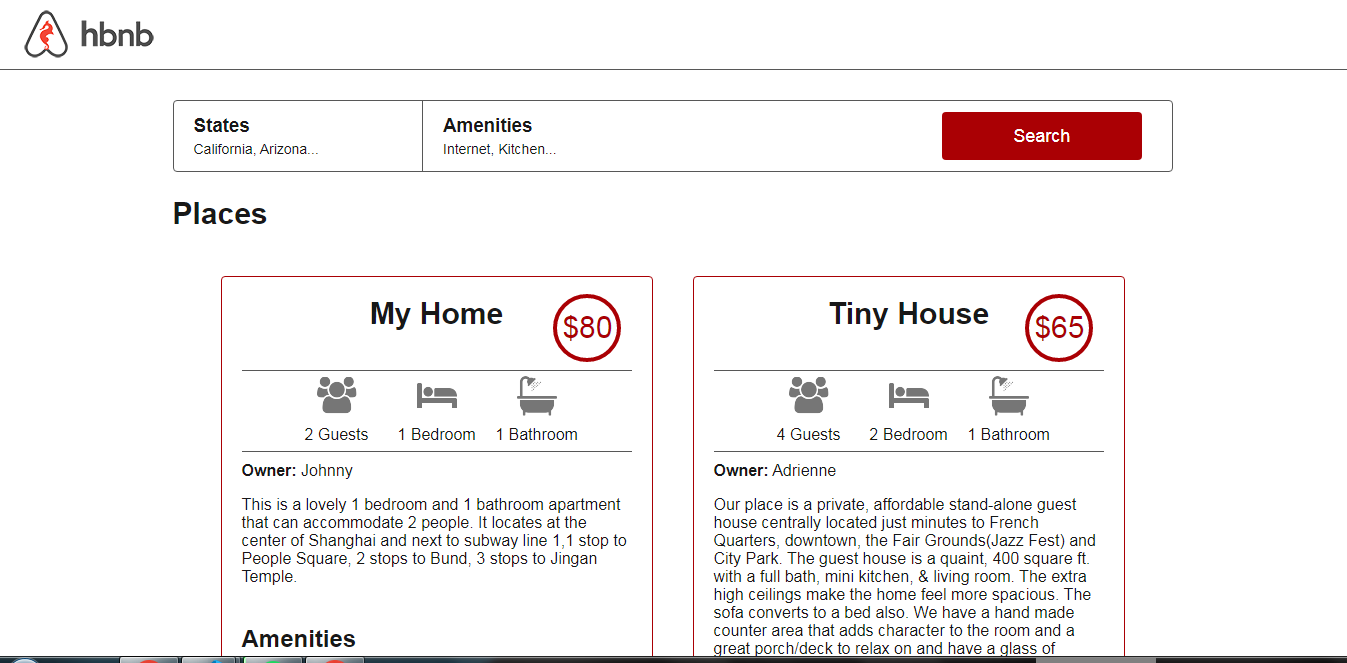 hbnb
States
California, Arizona...
Amenities
Internet, Kitchen...
Search
Places
My Home
$80
2 Guests
1 Bedroom
1 Bathroom
Owner: Johnny
This is a lovely 1 bedroom and 1 bathroom apartment
that can accommodate 2 people. It locates at the
center of Shanghai and next to subway line 1,1 stop to
People Square, 2 stops to Bund, 3 stops to Jingan
Temple.
Amenities
Tiny House
$65
4 Guests
2 Bedroom
1 Bathroom
Owner: Adrienne
Our place is a private, affordable stand-alone guest
house centrally located just minutes to French
Quarters, downtown, the Fair Grounds(Jazz Fest) and
City Park. The guest house is a quaint, 400 square ft.
with a full bath, mini kitchen, & living room. The extra
high ceilings make the home feel more spacious. The
sofa converts to a bed also. We have a hand made
counter area that adds character to the room and a
great porch/deck to relax on and have a glass of